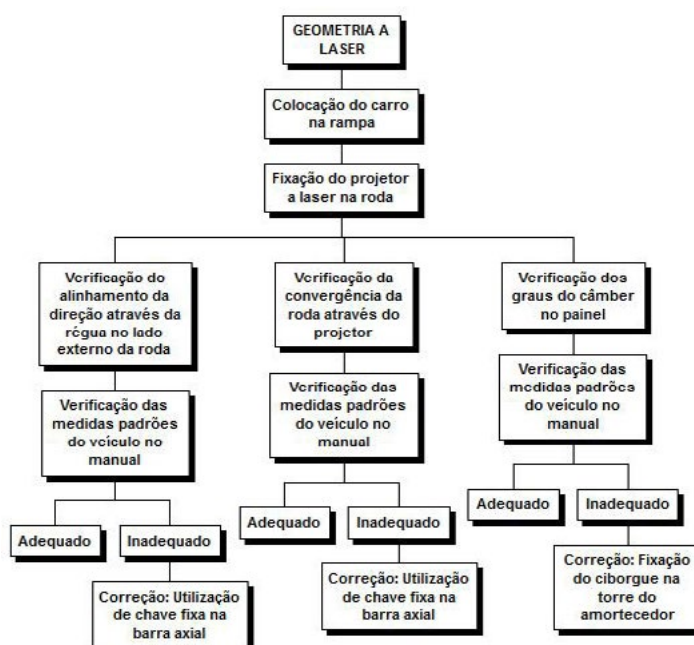 GEOMETRIA A
LASER
Colocação do carro
na rampa
Fixação do projetor
a laser na roda
Verificação do
alinhamento da
direção através da
régua no lado
externo da roda
Verificação das
medidas padrões
do veículo no
manual
Adequado
Inadequado
Correção: Utilização
de chave fixa na
barra axial
Verificação da
convergência da
roda através do
projetor
Verificação das
medidas padrões
do veículo no
manual
Adequado
Inadequado
Correção: Utilização
de chave fixa na
barra axial
Verificação dos
graus do câmber
no painel
Verificação das
medidas padrões
do veículo no
manual
Adequado
Inadequado
Correção: Fixação
do ciborgue na
torre do
amortecedor